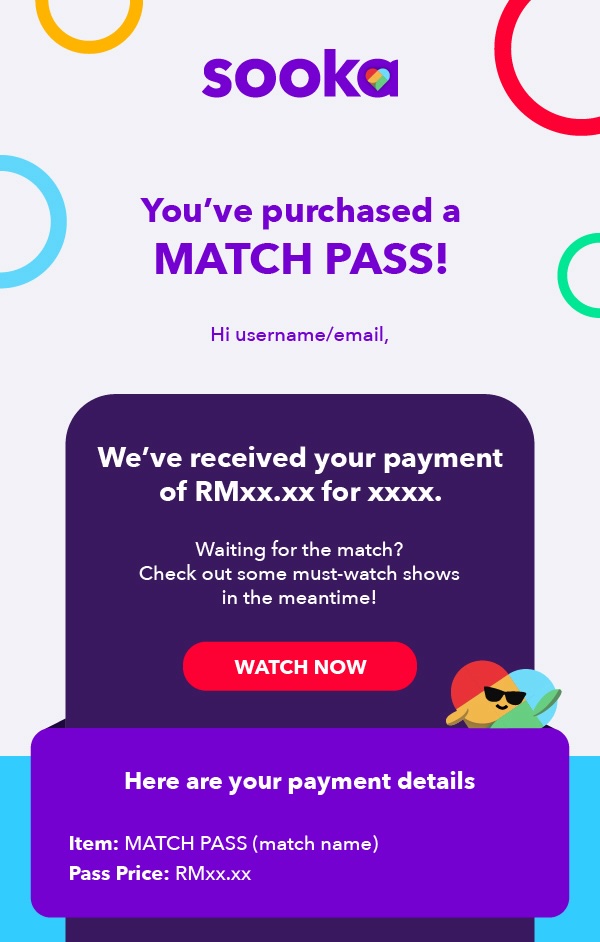 sooka
You’ve purchased a
MATCH PASS!
Hi username/email,
We’ve received your payment
of RMxx.xx for xxxx.
Waiting for the match?
Check out some must-watch shows
in the meantime!
WATCH NOW
Here are your payment details
Item: MATCH PASS (match name)
Pass Price: RMxx.xx